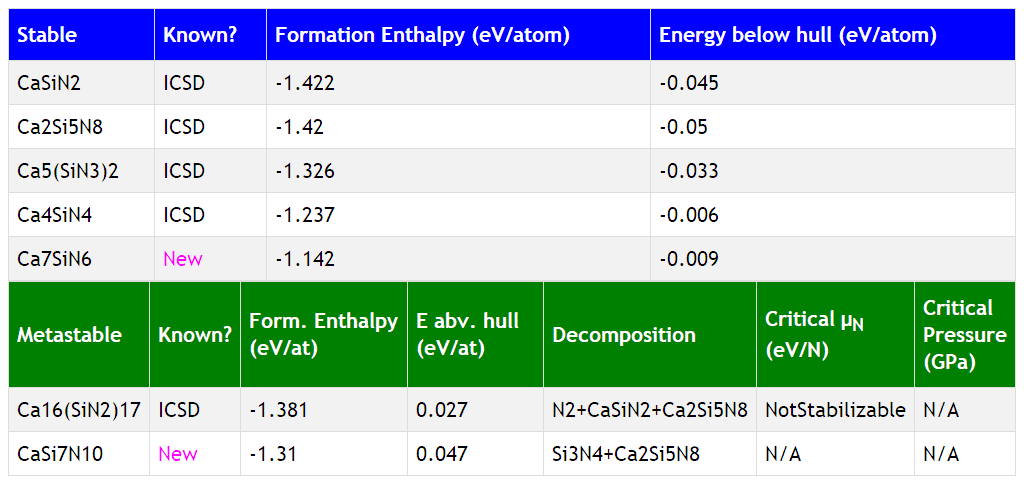 Stable Known? Formation Enthalpy (eV/atom) Energy below hull (eV/atom)
CaSiN2 ICSD -1.422 -0.045
Ca2Si5N8 ICSD -1.42 -0.05
Ca5(SiN3)2 ICSD -1.326 -0.033
Ca4SiN4 ICSD -1.237 -0.006
Ca7SiN6 New -1.142 -0.009
Metastable Known? Form. Enthalpy (eV/at) E abv. hull (eV/at) Decomposition Critical μN (eV/N) Critical Pressure (GPa)
Ca16(SiN2)17 ICSD -1.381 0.027 N2+CaSiN2+Ca2Si5N8 NotStabilizable N/A
CaSi7N10 New -1.31 0.047 Si3N4+Ca2Si5N8 N/A N/A